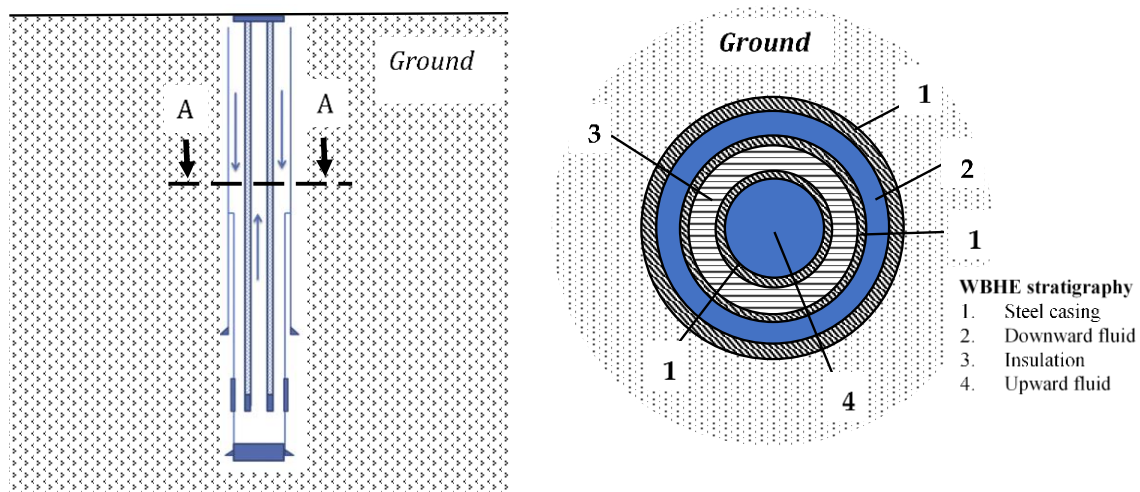 Ground
A
A
Ground
1
3
2
1
1
4
WBHE stratigraphy
1. Steel casing
2. Downward fluid
3. Insulation
4. Upward fluid